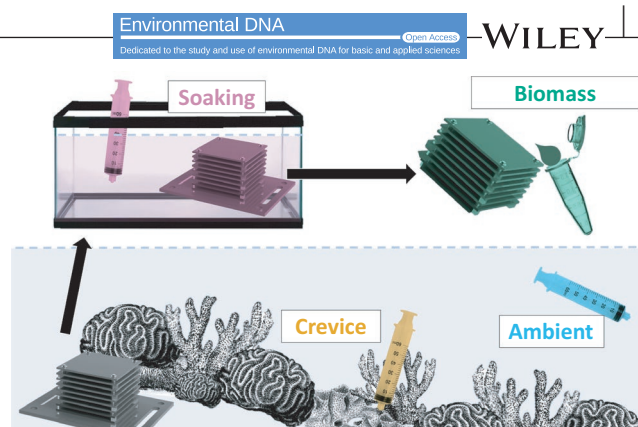 Environmental DNA
Open Access
Dedicated to the study and use of environmental DNA for basic and applied sciences
WILEY
Soaking
Biomass
Crevice
Ambient